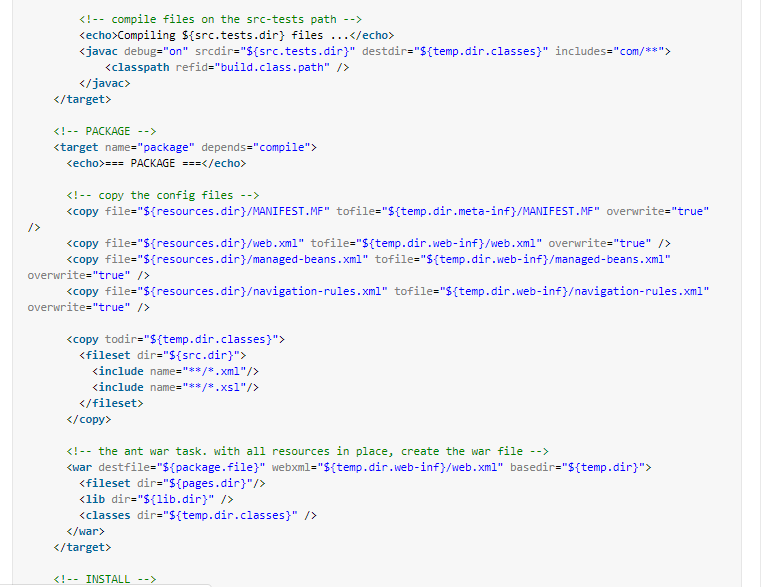 <!-- compile files on the src-tests path -->
<echo>Compiling ${src.tests.dir} files ...</echo>
<javac debug="on" srcdir="${src.tests.dir}" destdir="${temp.dir.classes}" includes="com/**">
<classpath refid="build.class.path" />
</javac>
</target>
<!-- PACKAGE -->
<target name="package" depends="compile">
<echo>=== PACKAGE ===</echo>
<!-- copy the config files -->
<copy file="${resources.dir}/MANIFEST.MF" tofile="${temp.dir.meta-inf}/MANIFEST.MF" overwrite="true"
/>
<copy file="${resources.dir}/web.xml" tofile="${temp.dir.web-inf}/web.xml" overwrite="true" />
<copy file="${resources.dir}/managed-beans.xml" tofile="${temp.dir.web-inf}/managed-beans.xml"
overwrite="true" />
<copy file="${resources.dir}/navigation-rules.xml" tofile="${temp.dir.web-inf}/navigation-rules.xml"
overwrite="true" />
<copy todir="${temp.dir.classes}">
<fileset dir="${src.dir}">
<include name="**/*.xml"/>
<include name="**/*.xsl"/>
</fileset>
</copy>
<!-- the ant war task. with all resources in place, create the war file -->
<war destfile="${package.file}" webxml="${temp.dir.web-inf}/web.xml" basedir="${temp.dir}">
<fileset dir="${pages.dir}"/>
<lib dir="${lib.dir}" />
<classes dir="${temp.dir.classes}" />
</war>
</target>
<!-- INSTALL -->